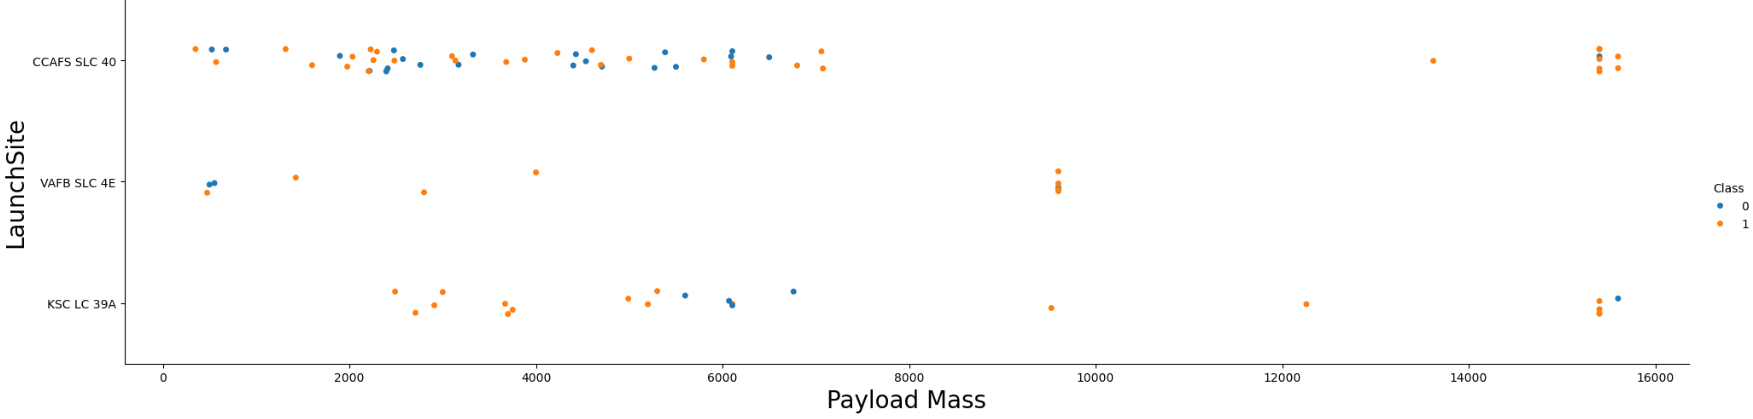 LaunchSite
CCAFS SLC 40
VAFB SLC 4E
KSC LC 39A
0 2000 4000 6000 8000 10000 12000 14000 16000
Payload Mass
Class
0
1